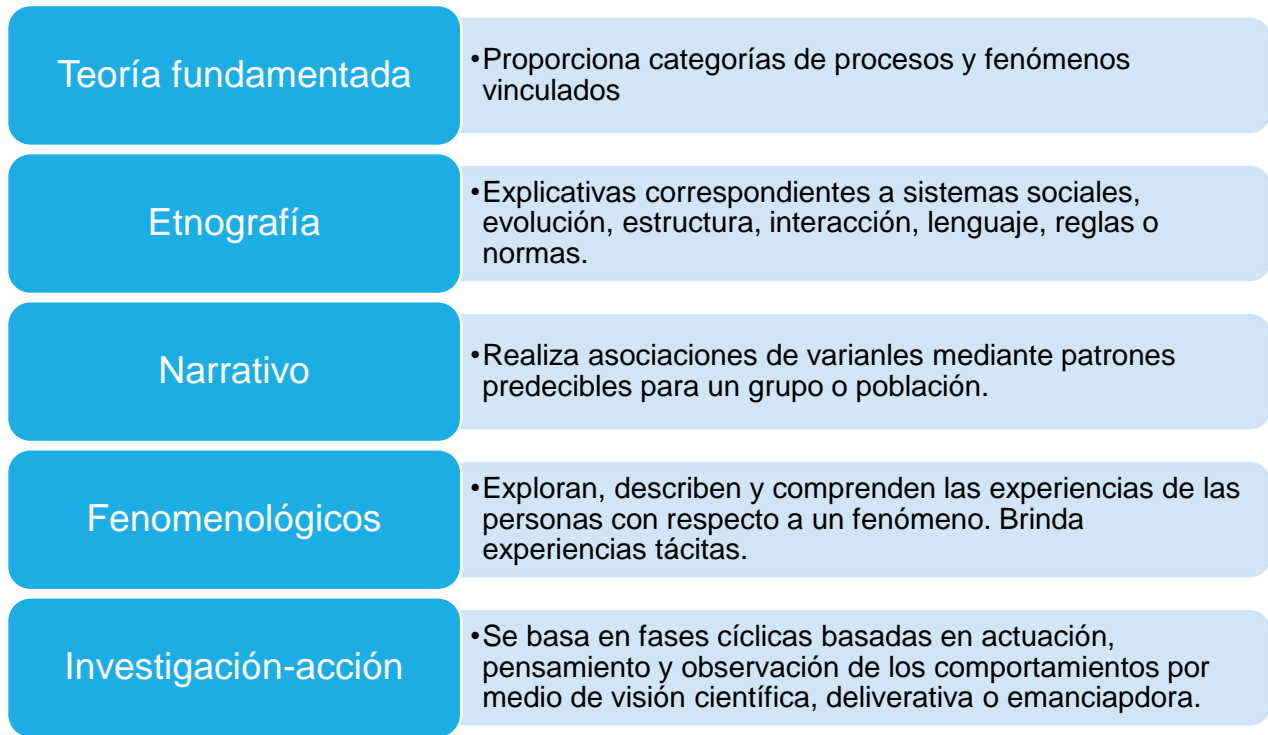 Teoría fundamentada
•Proporciona categorías de procesos y fenómenos
vinculados
Etnografía
•Explicativas correspondientes a sistemas sociales,
evolución, estructura, interacción, lenguaje, reglas o
normas.
Narrativo
•Realiza asociaciones de varianles mediante patrones
predecibles para un grupo o población.
Fenomenológicos
•Exploran, describen y comprenden las experiencias de las
personas con respecto a un fenómeno. Brinda
experiencias tácitas.
Investigación-acción
•Se basa en fases cíclicas basadas en actuación,
pensamiento y observación de los comportamientos por
medio de visión científica, deliverativa o emanciapdora.